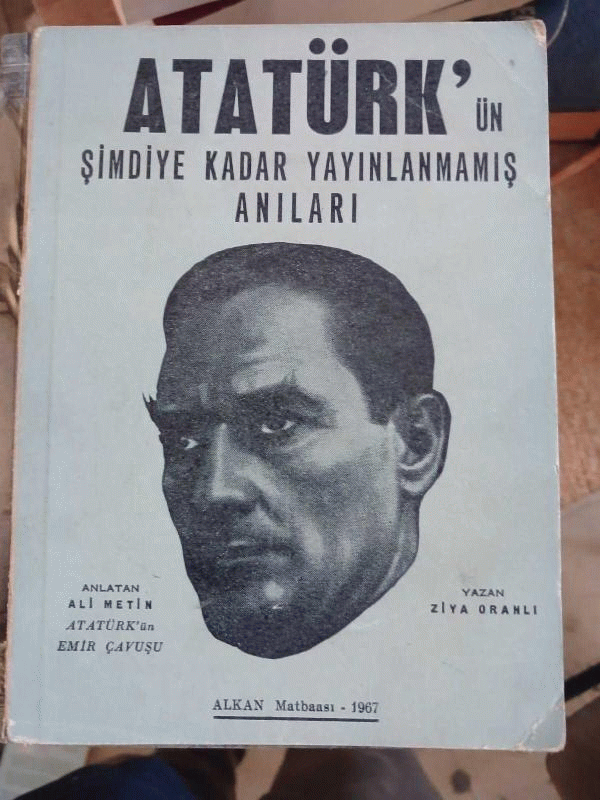 ATATÜRK'ÜN
ŞİMDİYE KADAR YAYINLANMAMIŞ
ANILARI
ANLATAN
ALİ METİN
ATATÜRK'ün
EMİR ÇAVUŞU
YAZAN
ZİYA ORANLI
ALKAN Matbaası - 1967